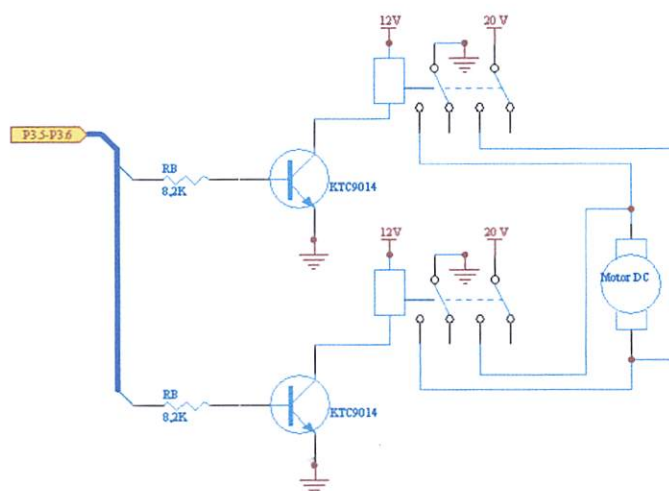 12V
20 V
P3.5-P3.6
RB
8,2K
KTC9014
12V
20 V
Motor DC
RB
8,2K
KTC9014